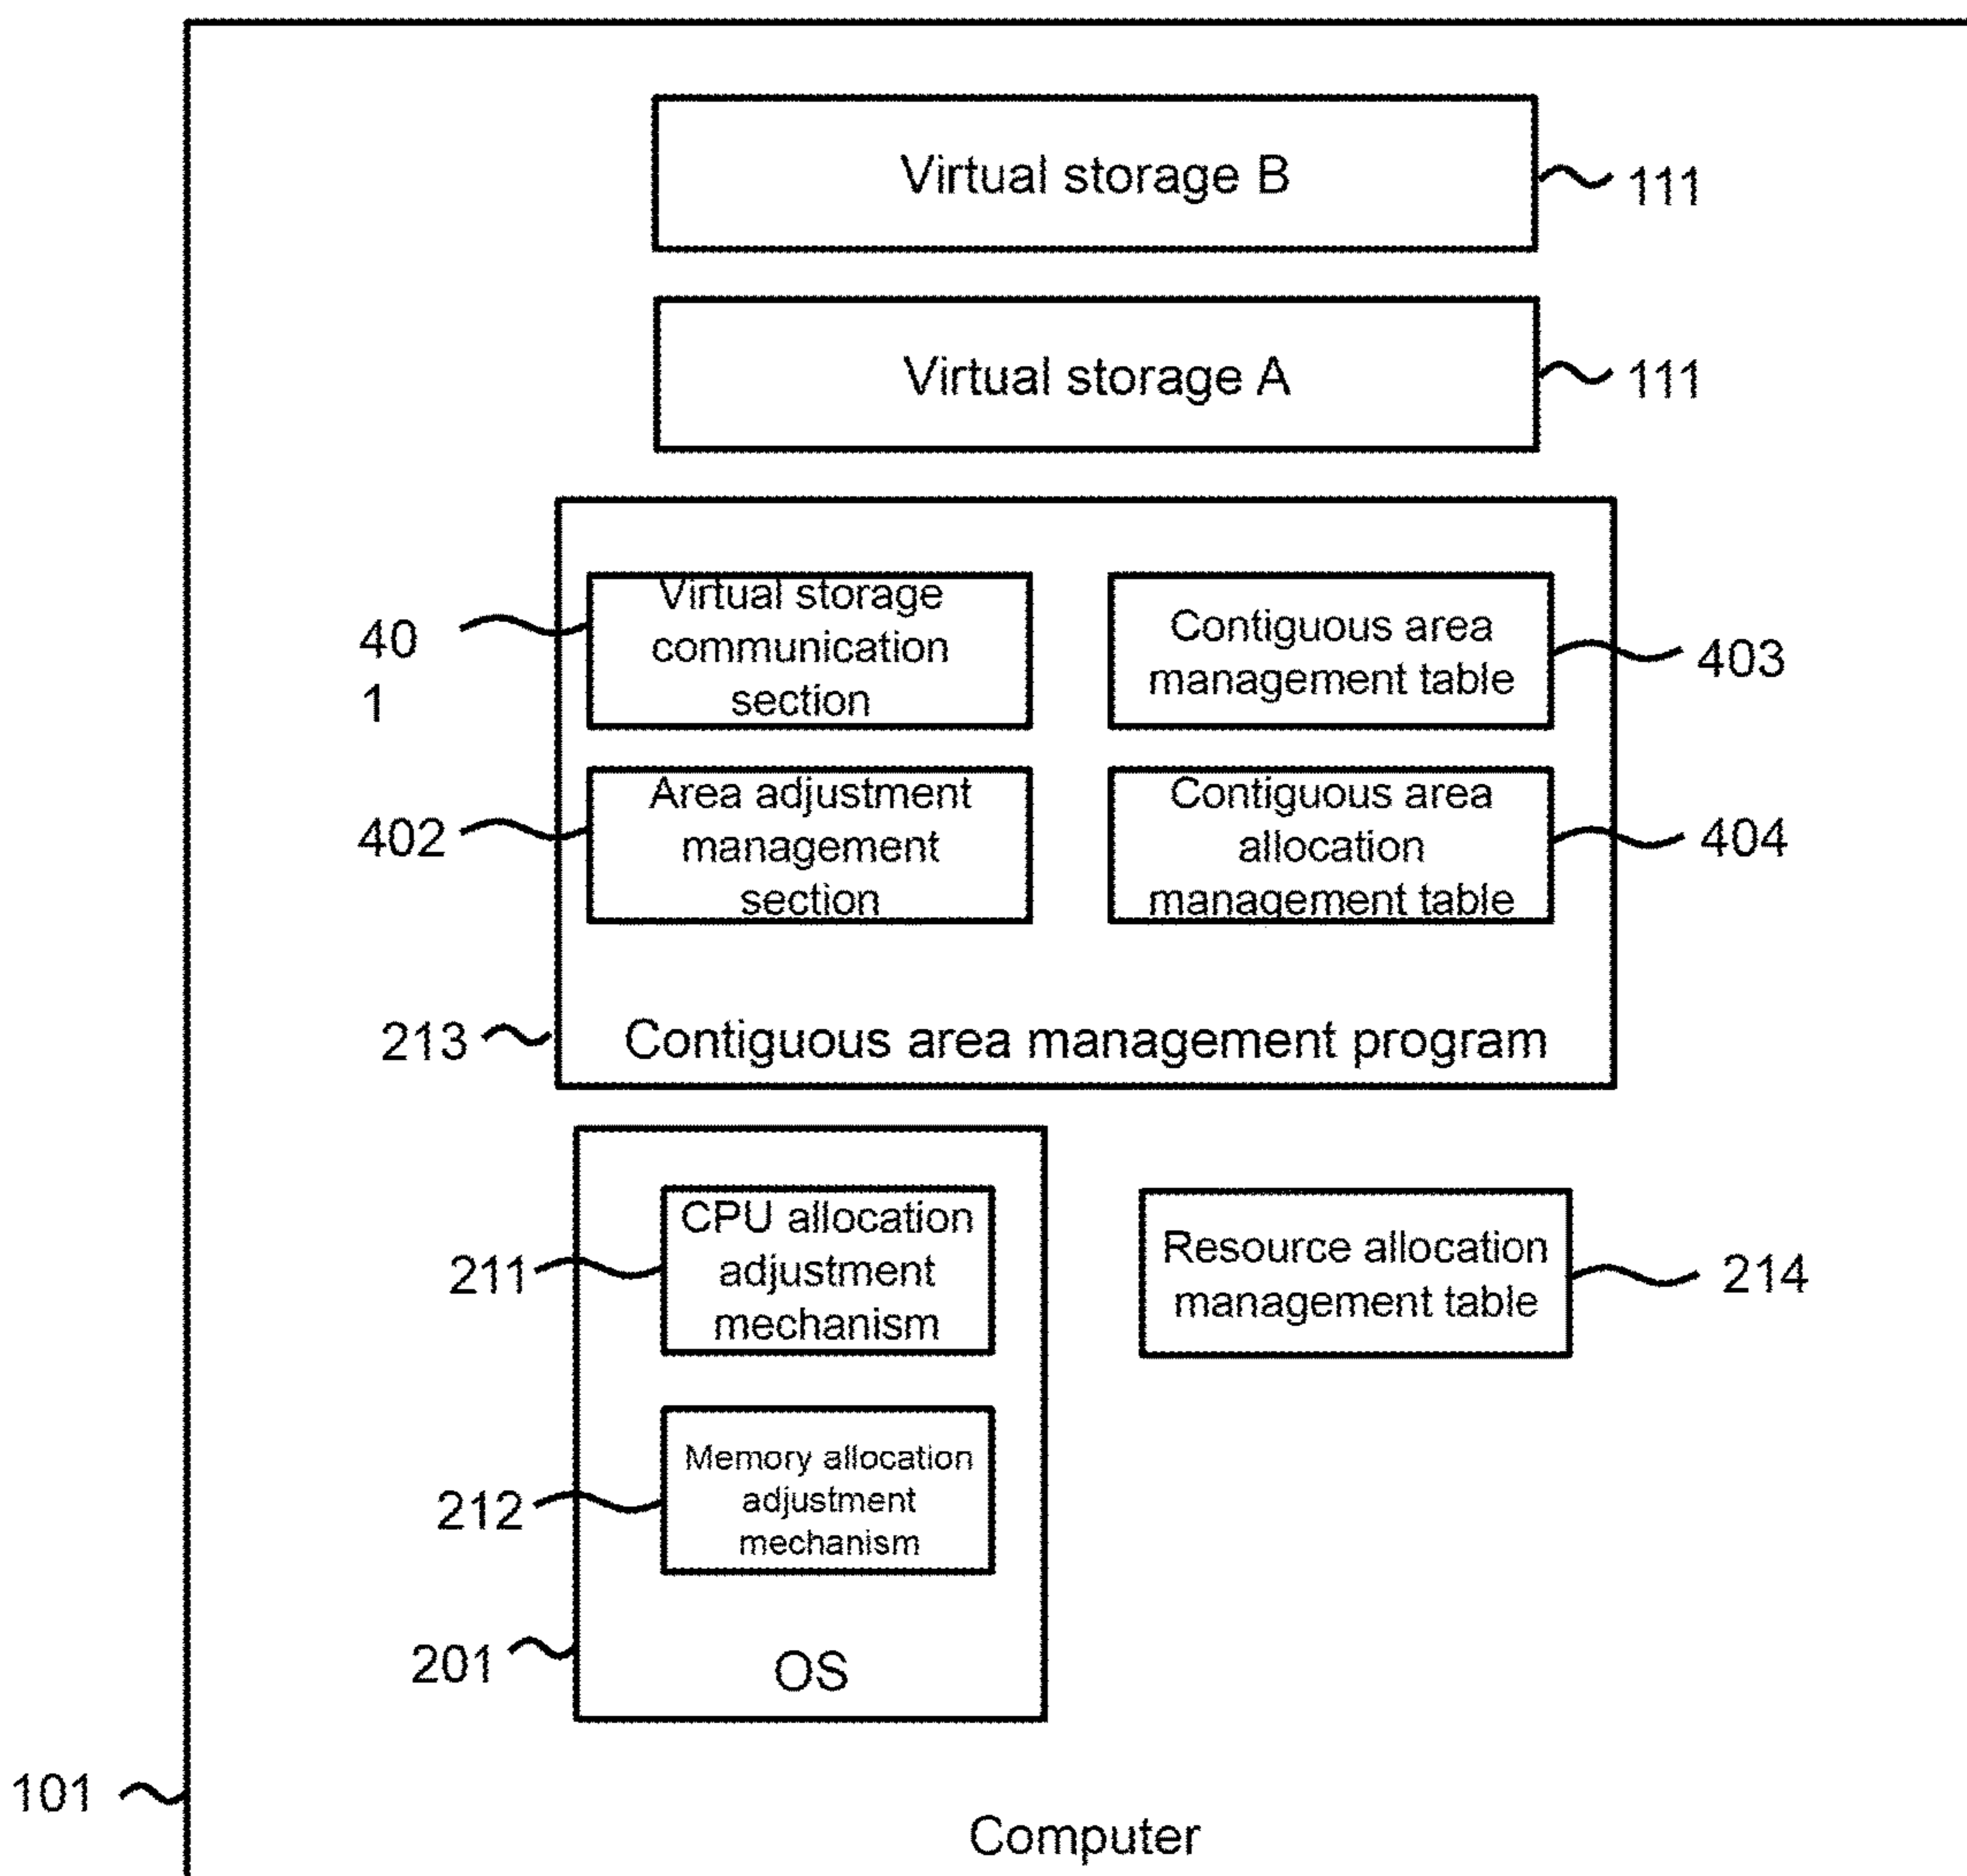 Virtual storage B
111
Virtual storage A
111
40
1
Virtual storage
communication
section
Contiguous area
management table
403
402
Area adjustment
management
section
Contiguous area
allocation
management table
404
213
Contiguous area management program
211
CPU allocation
adjustment
mechanism
Resource allocation
management table
214
212
Memory allocation
adjustment
mechanism
201
OS
101
Computer